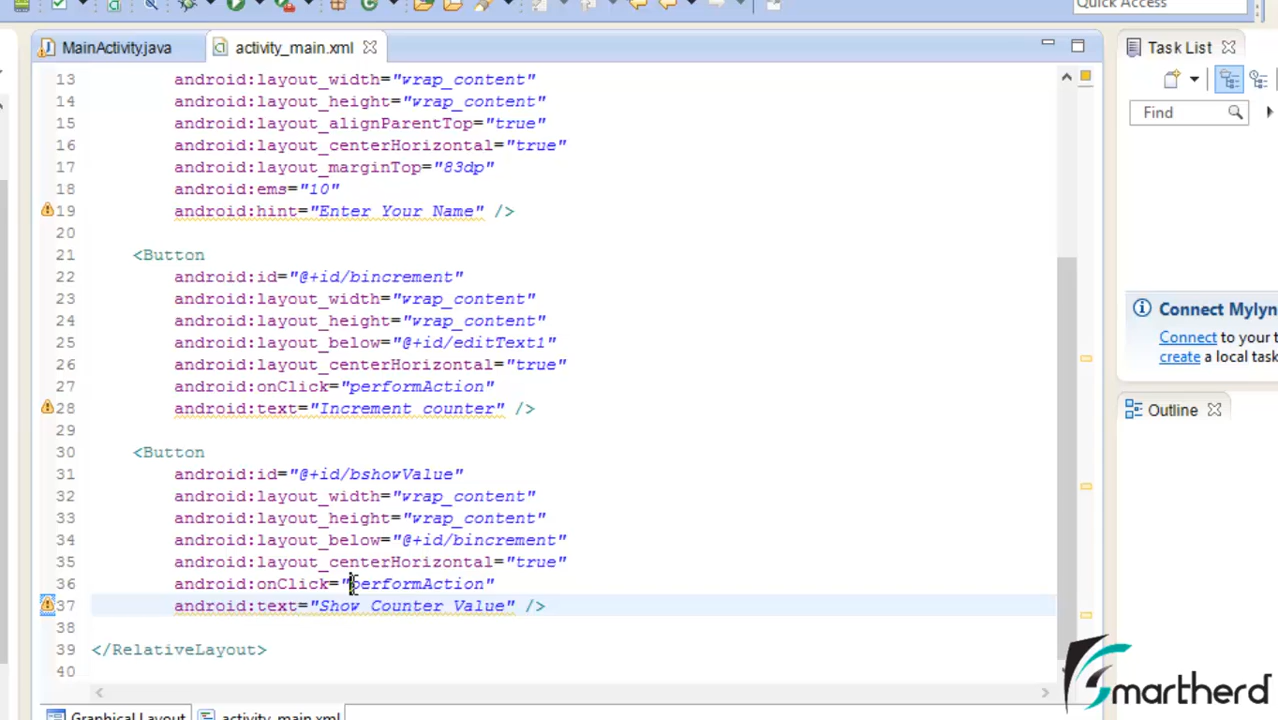 Quick Access
MainActivity.java
activity_main.xml
Task List
Find
13 android:layout_width="wrap_content"
14 android:layout_height="wrap_content"
15 android:layout_alignParentTop="true"
16 android:layout_centerHorizontal="true"
17 android:layout_marginTop="83dp"
18 android:ems="10"
19 android:hint="Enter Your Name" />
20
21 <Button
22 android:id="@+id/bincrement"
23 android:layout_width="wrap_content"
24 android:layout_height="wrap_content"
25 android:layout_below="@+id/editText1"
26 android:layout_centerHorizontal="true"
27 android:onClick="performAction"
28 android:text="Increment counter" />
29
30 <Button
31 android:id="@+id/bshowValue"
32 android:layout_width="wrap_content"
33 android:layout_height="wrap_content"
34 android:layout_below="@+id/bincrement"
35 android:layout_centerHorizontal="true"
36 android:onClick="performAction"
37 android:text="Show Counter Value" />
38
39 </RelativeLayout>
40
Connect Mylyn
Connect to your t
create a local task
Outline
Graphical Layout
activity_main.xml
Smartherd